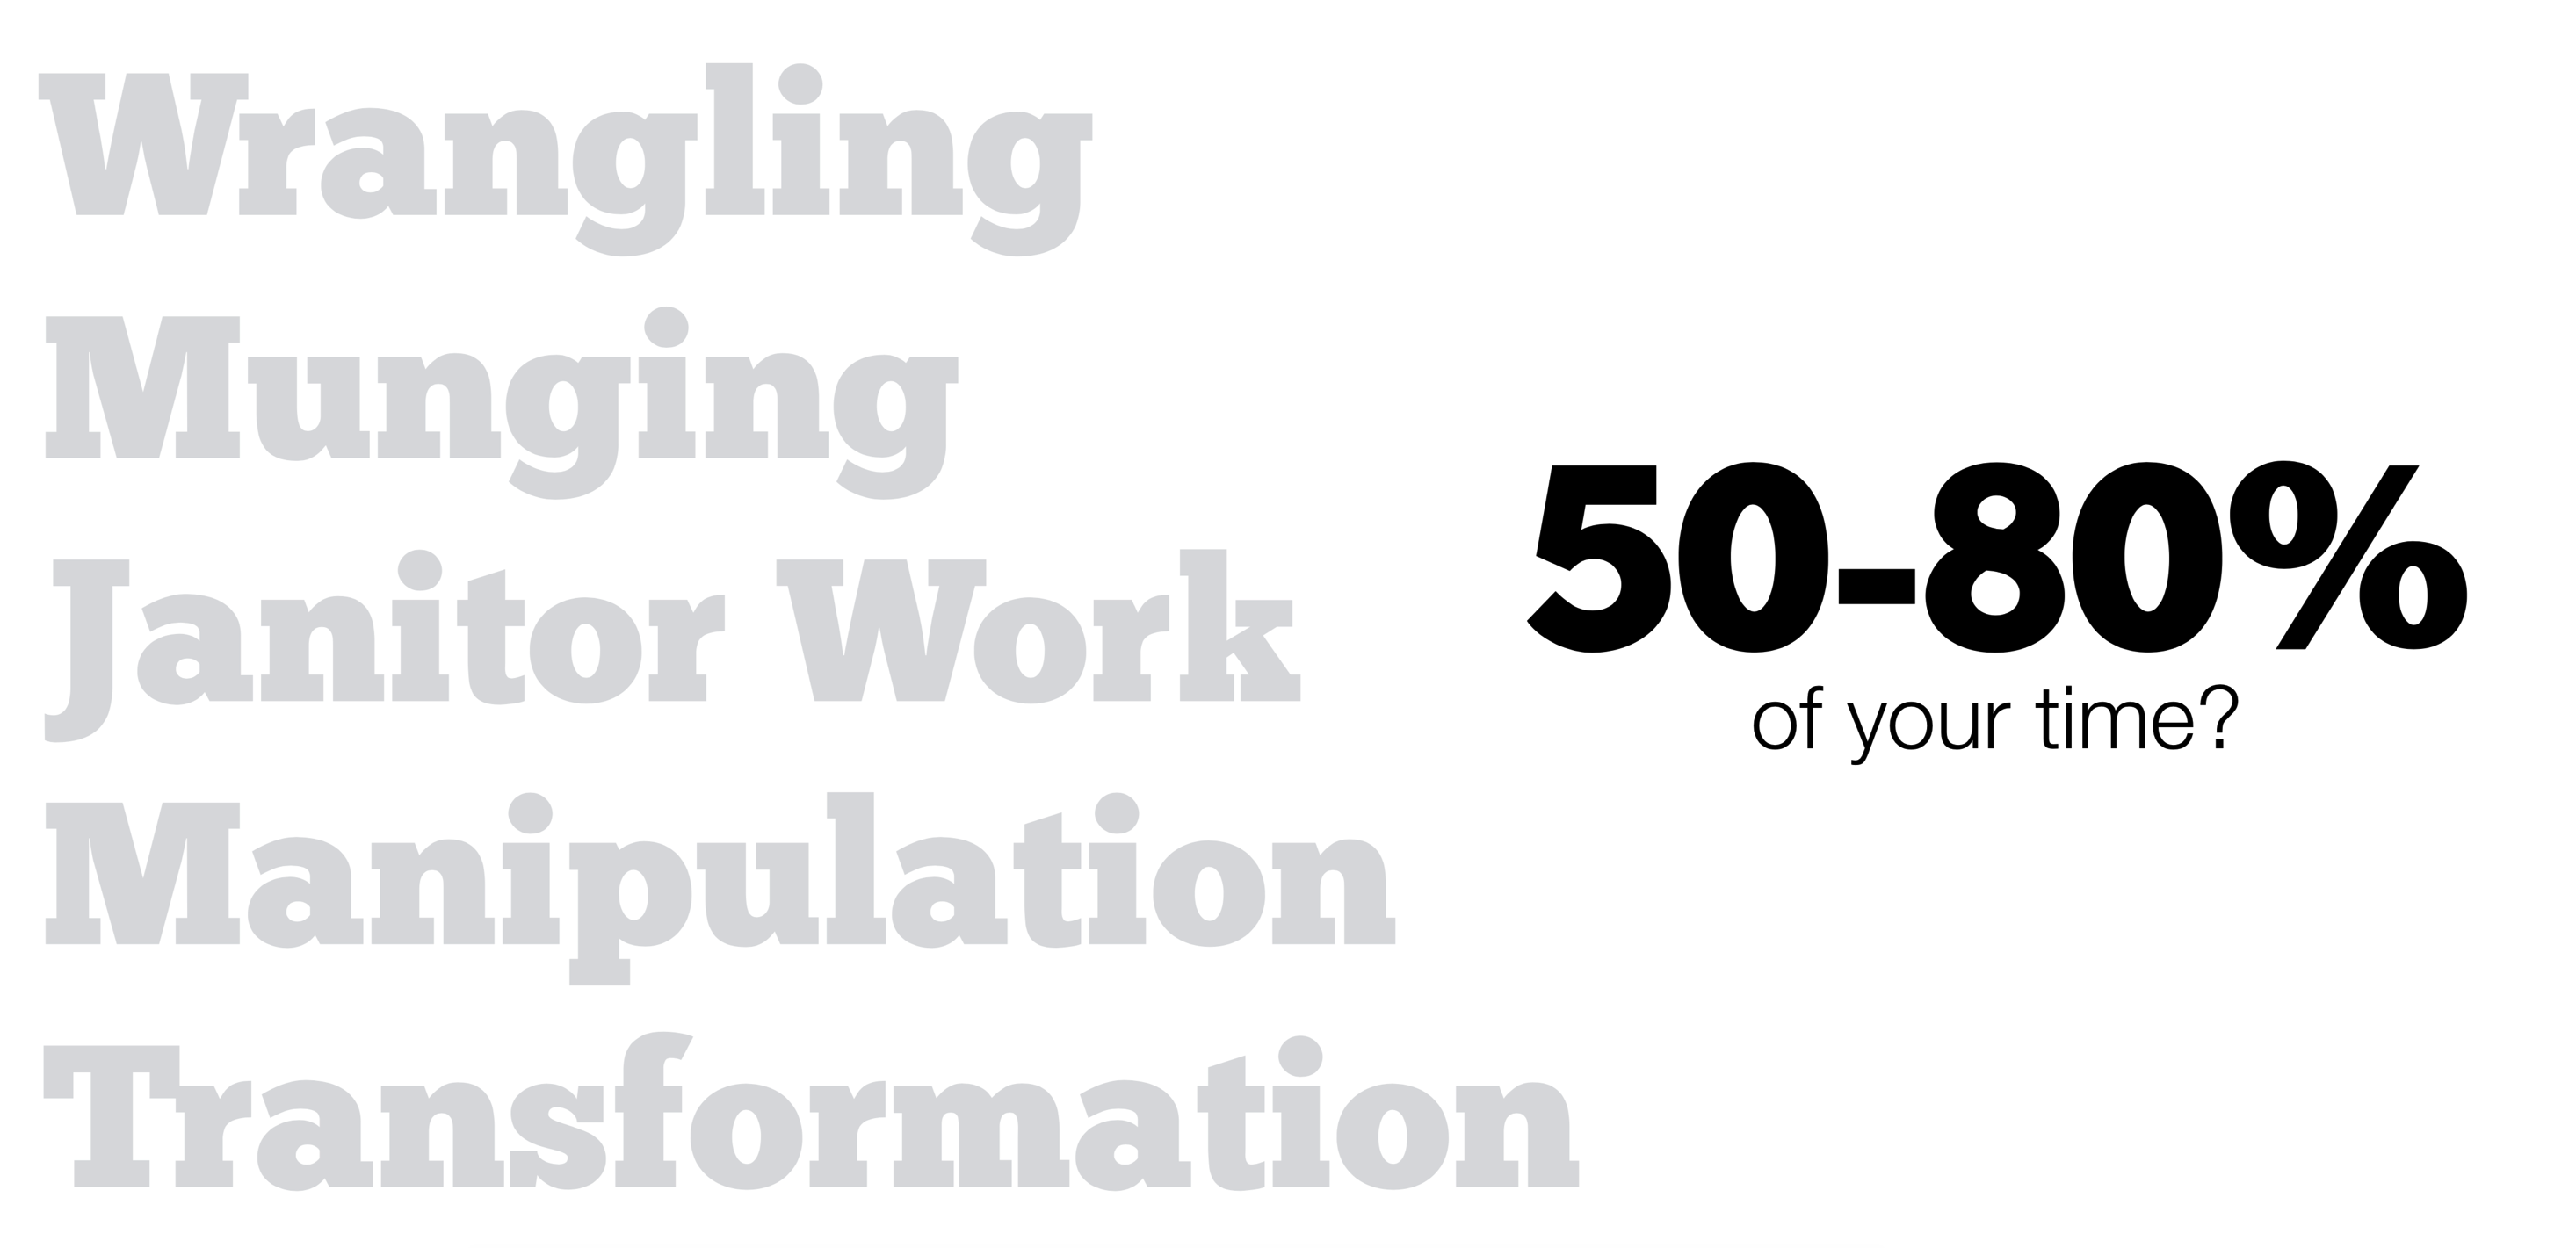 Wrangling
Munging
Janitor Work
Manipulation
Transformation
50-80%
of your time?